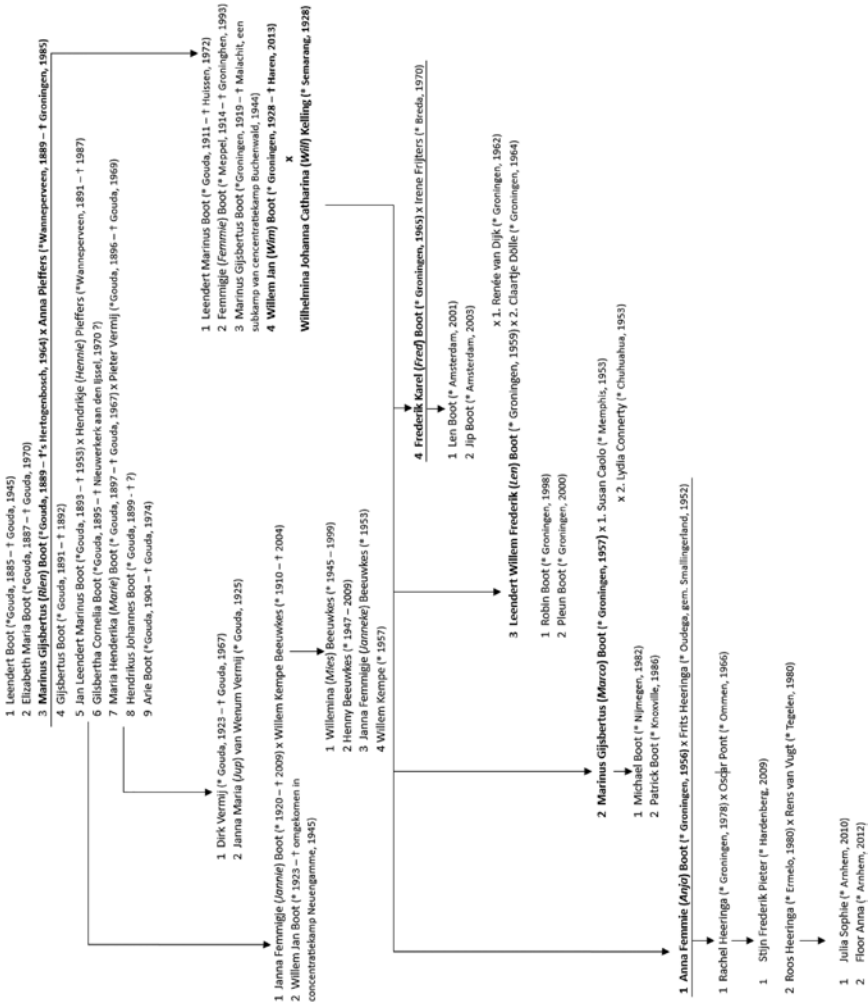 1 Leendert Boot (*Gouda, 1885 – † Gouda, 1945)
2 Elizabeth Maria Boot (*Gouda, 1887 – † Gouda, 1970)
3 Marinus Gijsbertus (Rien) Boot (*Gouda, 1889 – †'s Hertogenbosch, 1964) x Anna Pieffers (*Wanneperveen, 1889 – † Groningen, 1985)
4 Gijsbertus Boot (* Gouda, 1891 – † 1892)
5 Jan Leendert Marinus Boot (*Gouda, 1893 – † 1953) x Hendrikje (Hennie) Pieffers (*Wanneperveen, 1891 – † 1987)
6 Gilsbertha Cornelia Boot (*Gouda, 1895 – † Nieuwerkerk aan den Ijssel, 1970 ?)
7 Maria Henderika (Marie) Boot (* Gouda, 1897 – † Gouda, 1967) x Pieter Vermij (*Gouda, 1896 – † Gouda, 1969)
8 Hendrikus Johannes Boot (* Gouda, 1899 - † ?)
9 Arie Boot (*Gouda, 1904 – † Gouda, 1974)
1 Leendert Marinus Boot (* Gouda, 1911 – † Huissen, 1972)
2 Femmigje (Femmie) Boot (* Meppel, 1914 – † Groninghen, 1993)
3 Marinus Gijsbertus Boot (*Groningen, 1919 – † Malachit, een
subkamp van cencentratiekamp Buchenwald, 1944)
4 Willem Jan (Wim) Boot (* Groningen, 1928 – † Haren, 2013)
x
Wilhelmina Johanna Catharina (Will) Kelling (* Semarang, 1928)
1 Dirk Vermij (* Gouda, 1923 – † Gouda, 1967)
2 Janna Maria (Jup) van Wenum Vermij (* Gouda, 1925)
1 Janna Femmigje (Jannie) Boot (* 1920 – † 2009) x Willem Kempe Beeuwkes (* 1910 – † 2004)
2 Willem Jan Boot (* 1923 – † omgekomen in
concentratiekamp Neuengamme, 1945)
1 Willemina (Mies) Beeuwkes (* 1945 – 1999)
2 Henny Beeuwkes (* 1947 – 2009)
3 Janna Femmigje (Janneke) Beeuwkes (* 1953)
4 Willem Kempe (* 1957)
4 Frederik Karel (Fred) Boot (* Groningen, 1965) x Irene Frijters (* Breda, 1970)
1 Len Boot (* Amsterdam, 2001)
2 Jip Boot (* Amsterdam, 2003)
x 1. Renée van Dijk (* Groningen, 1962)
3 Leendert Willem Frederik (Len) Boot (* Groningen, 1959) x 2. Claartje Dölle (* Groningen, 1964)
1 Robin Boot (* Groningen, 1998)
2 Pleun Boot (* Groningen, 2000)
2 Marinus Gijsbertus (Marco) Boot (* Groningen, 1957) x 1. Susan Caolo (* Memphis, 1953)
x 2. Lydia Connerty (* Chuhuahua, 1953)
1 Michael Boot (* Nijmegen, 1982)
2 Patrick Boot (* Knoxville, 1986)
1 Anna Femmie (Anja) Boot (* Groningen, 1956) x Frits Heeringa (* Oudega, gem. Smallingerland, 1952)
1 Rachel Heeringa (* Groningen, 1978) x Oscar Pont (* Ommen, 1966)
1 Stijn Frederik Pieter (* Hardenberg, 2009)
2 Roos Heeringa (* Ermelo, 1980) x Rens van Vugt (* Tegelen, 1980)
1 Julia Sophie (* Arnhem, 2010)
2 Floor Anna (* Arnhem, 2012)